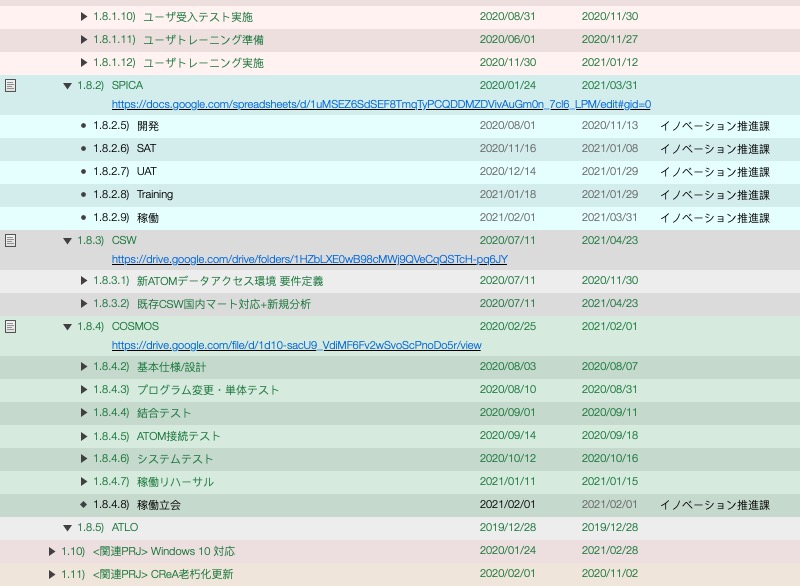 1.8.1.10) ユーザ受入テスト実施 2020/08/31 2020/11/30
1.8.1.11) ユーザトレーニング準備 2020/06/01 2020/11/27
1.8.1.12) ユーザトレーニング実施 2020/11/30 2021/01/12
1.8.2) SPICA 2020/01/24 2021/03/31
https://docs.google.com/spreadsheets/d/1uMSEZ6SdSEF8TmqTyPCQDDMZDVivAuGm0n_7cl6_LPM/edit#gid=0
1.8.2.5) 開発 2020/08/01 2020/11/13 イノベーション推進課
1.8.2.6) SAT 2020/11/16 2021/01/08 イノベーション推進課
1.8.2.7) UAT 2020/12/14 2021/01/29 イノベーション推進課
1.8.2.8) Training 2021/01/18 2021/01/29 イノベーション推進課
1.8.2.9) 稼働 2021/02/01 2021/03/31 イノベーション推進課
1.8.3) CSW 2020/07/11 2021/04/23
https://drive.google.com/drive/folders/1HZbLXE0wB98cMWj9QVeCqQSTcH-pq6JY
1.8.3.1) 新ATOMデータアクセス環境 要件定義 2020/07/11 2020/11/30
1.8.3.2) 既存CSW国内マート対応+新規分析 2020/07/11 2021/04/23
1.8.4) COSMOS 2020/02/25 2021/02/01
https://drive.google.com/file/d/1d10-sacU9_VdiMF6Fv2wSvoScPnoDo5r/view
1.8.4.2) 基本仕様/設計 2020/08/03 2020/08/07
1.8.4.3) プログラム変更・単体テスト 2020/08/10 2020/08/31
1.8.4.4) 結合テスト 2020/09/01 2020/09/11
1.8.4.5) ATOM接続テスト 2020/09/14 2020/09/18
1.8.4.6) システムテスト 2020/10/12 2020/10/16
1.8.4.7) 稼働リハーサル 2021/01/11 2021/01/15
1.8.4.8) 稼働立会 2021/02/01 2021/02/01 イノベーション推進課
1.8.5) ATLO 2019/12/28 2019/12/28
1.10) <関連PRJ> Windows 10 対応 2020/01/24 2021/02/28
1.11) <関連PRJ> CReA老朽化更新 2020/02/01 2020/11/02